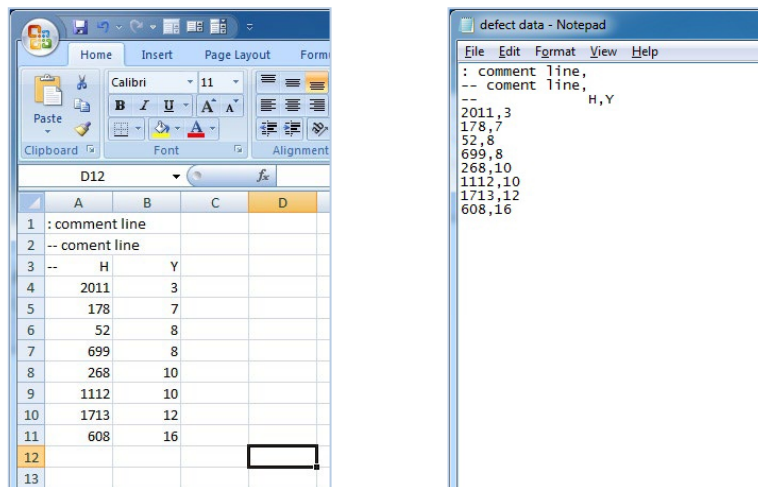 Home Insert Page Layout Form
Calibri 11
B I U A A
Paste
A
Clipboard Font Alignment
D12 fx
A B C D
1 : comment line
2 -- coment line
3 -- H Y
4 2011 3
5 178 7
6 52 8
7 699 8
8 268 10
9 1112 10
10 1713 12
11 608 16
12
13
defect data - Notepad
File Edit Format View Help
: comment line,
-- coment line,
-- H,Y
2011,3
178,7
52,8
699,8
268,10
1112,10
1713,12
608,16